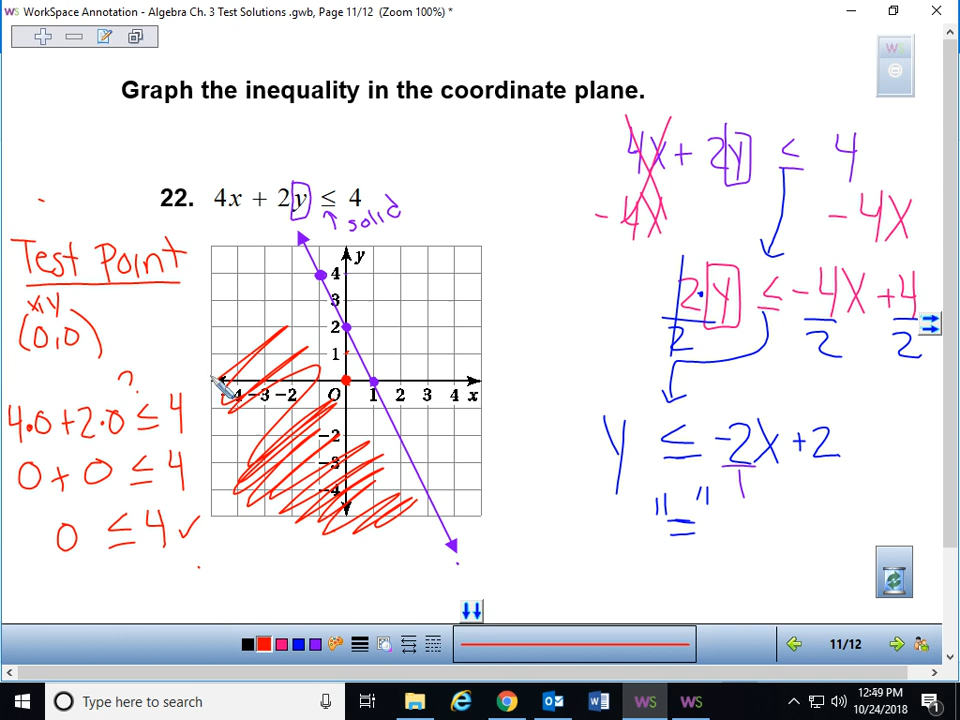 WorkSpace Annotation - Algebra Ch. 3 Test Solutions .gwb, Page 11/12 (Zoom 100%) *
Graph the inequality in the coordinate plane.
22. 4x + 2y ≤ 4
solid
Test Point
x, y
(0,0)
?
4·0 + 2·0 ≤ 4
0 + 0 ≤ 4
0 ≤ 4 ✓
y
4
3
2
1
-4 -3 -2 O 1 2 3 4 x
-2
-3
-4
4x + 2y ≤ 4
-4x -4x
2·y ≤ -4x + 4
2 2 2
y ≤ -2x + 2
1
"="
11/12
Type here to search
12:49 PM
10/24/2018